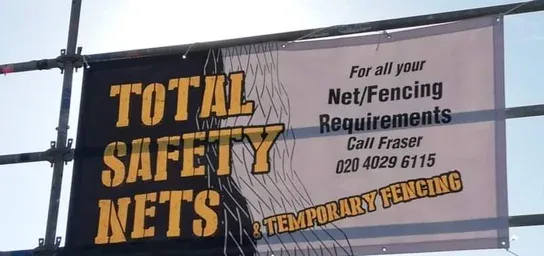 TOTAL
SAFETY
NETS
& TEMPORARY FENCING
For all your
Net/Fencing
Requirements
Call Fraser
020 4029 6115